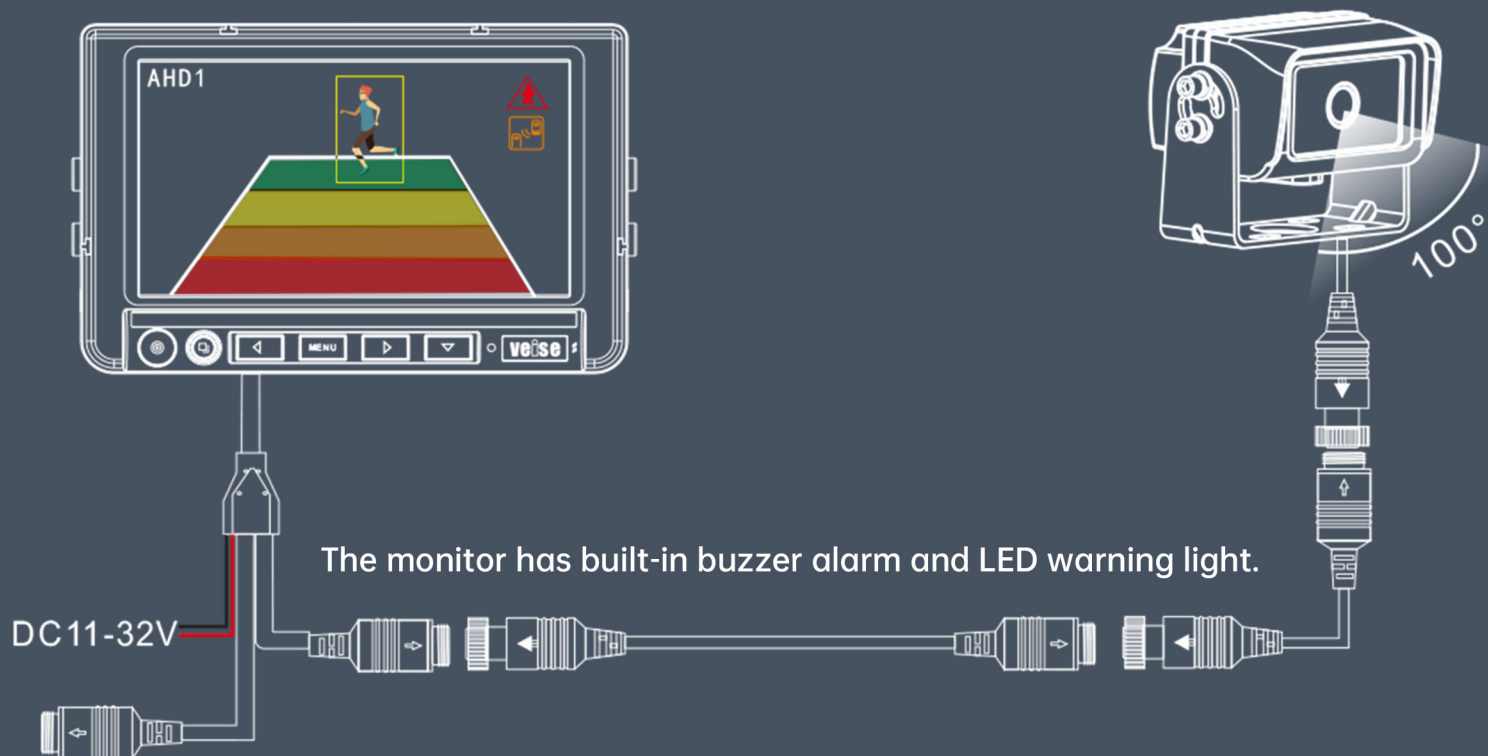 AHD1
MENU
veise
100°
The monitor has built-in buzzer alarm and LED warning light.
DC11-32V